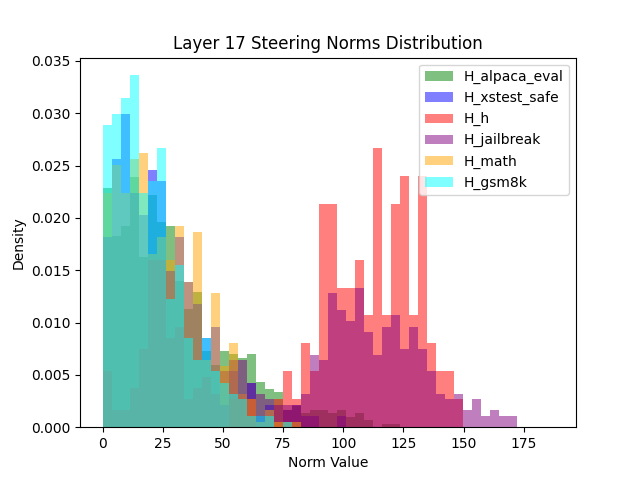 Layer 17 Steering Norms Distribution
0.035
0.030
0.025
0.020
0.015
0.010
0.005
0.000
Density
0
25
50
75
100
125
150
175
Norm Value
H_alpaca_eval
H_xstest_safe
H_h
H_jailbreak
H_math
H_gsm8k